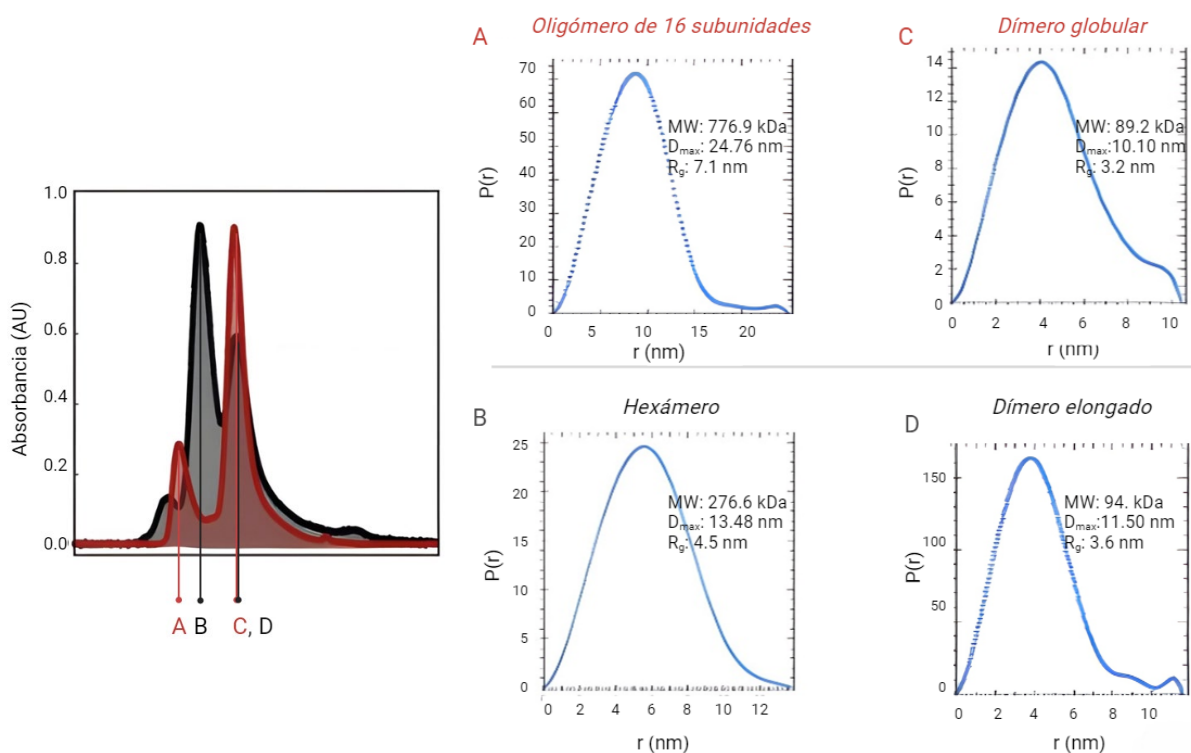 Absorbancia (AU)
1.0
0.8
0.6
0.4
0.2
0.0
A B C, D
A
Oligómero de 16 subunidades
P(r)
70
60
50
40
30
20
10
0
MW: 776.9 kDa
Dmax: 24.76 nm
Rg: 7.1 nm
0 5 10 20
r (nm)
C
Dímero globular
P(r)
14
12
10
8
6
4
2
0
MW: 89.2 kDa
Dmax:10.10 nm
Rg: 3.2 nm
0 2 4 6 8 10
r (nm)
B
Hexámero
P(r)
25
20
15
10
5
0
MW: 276.6 kDa
Dmax: 13.48 nm
Rg: 4.5 nm
0 2 4 6 8 10 12
r (nm)
D
Dímero elongado
P(r)
150
100
50
0
MW: 94. kDa
Dmax:11.50 nm
Rg: 3.6 nm
0 2 4 6 8 10
r (nm)